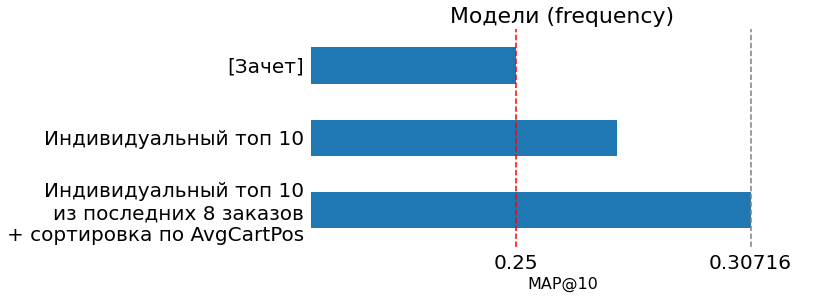 Модели (frequency)
[Зачет]
Индивидуальный топ 10
Индивидуальный топ 10
из последних 8 заказов
+ сортировка по AvgCartPos
0.25
0.30716
MAP@10